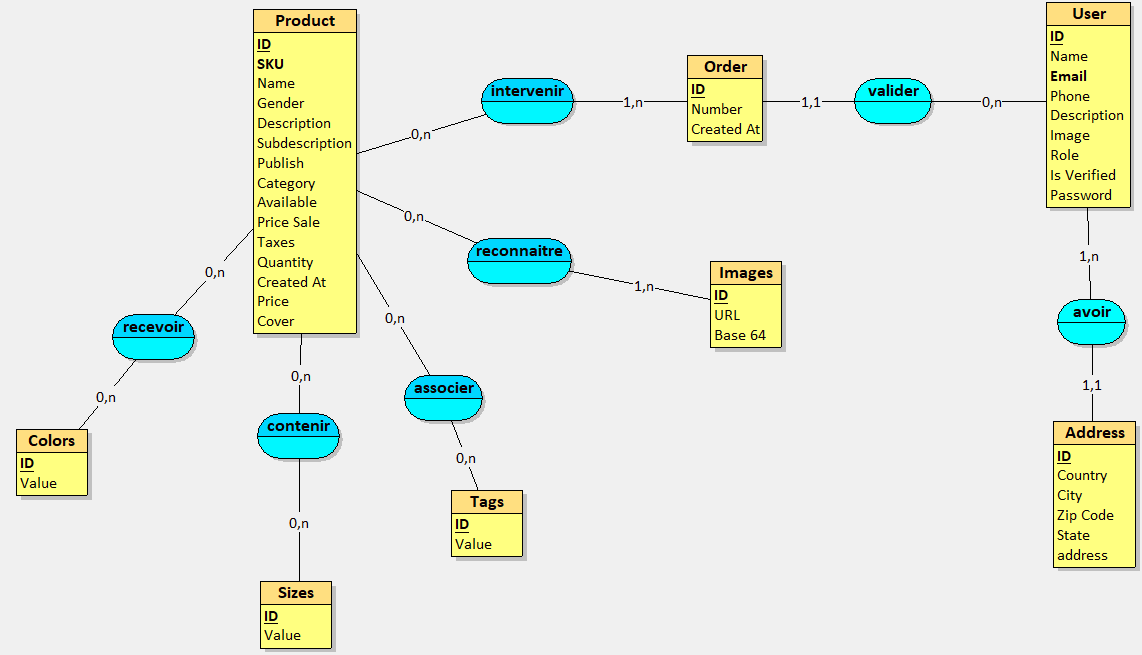 Product
ID
SKU
Name
Gender
Description
Subdescription
Publish
Category
Available
Price Sale
Taxes
Quantity
Created At
Price
Cover
intervenir
0,n
1,n
Order
ID
Number
Created At
1,1
valider
0,n
User
ID
Name
Email
Phone
Description
Image
Role
Is Verified
Password
0,n
reconnaitre
1,n
Images
ID
URL
Base 64
1,n
avoir
1,1
Address
ID
Country
City
Zip Code
State
address
0,n
recevoir
0,n
Colors
ID
Value
0,n
contenir
0,n
Sizes
ID
Value
0,n
associer
0,n
Tags
ID
Value